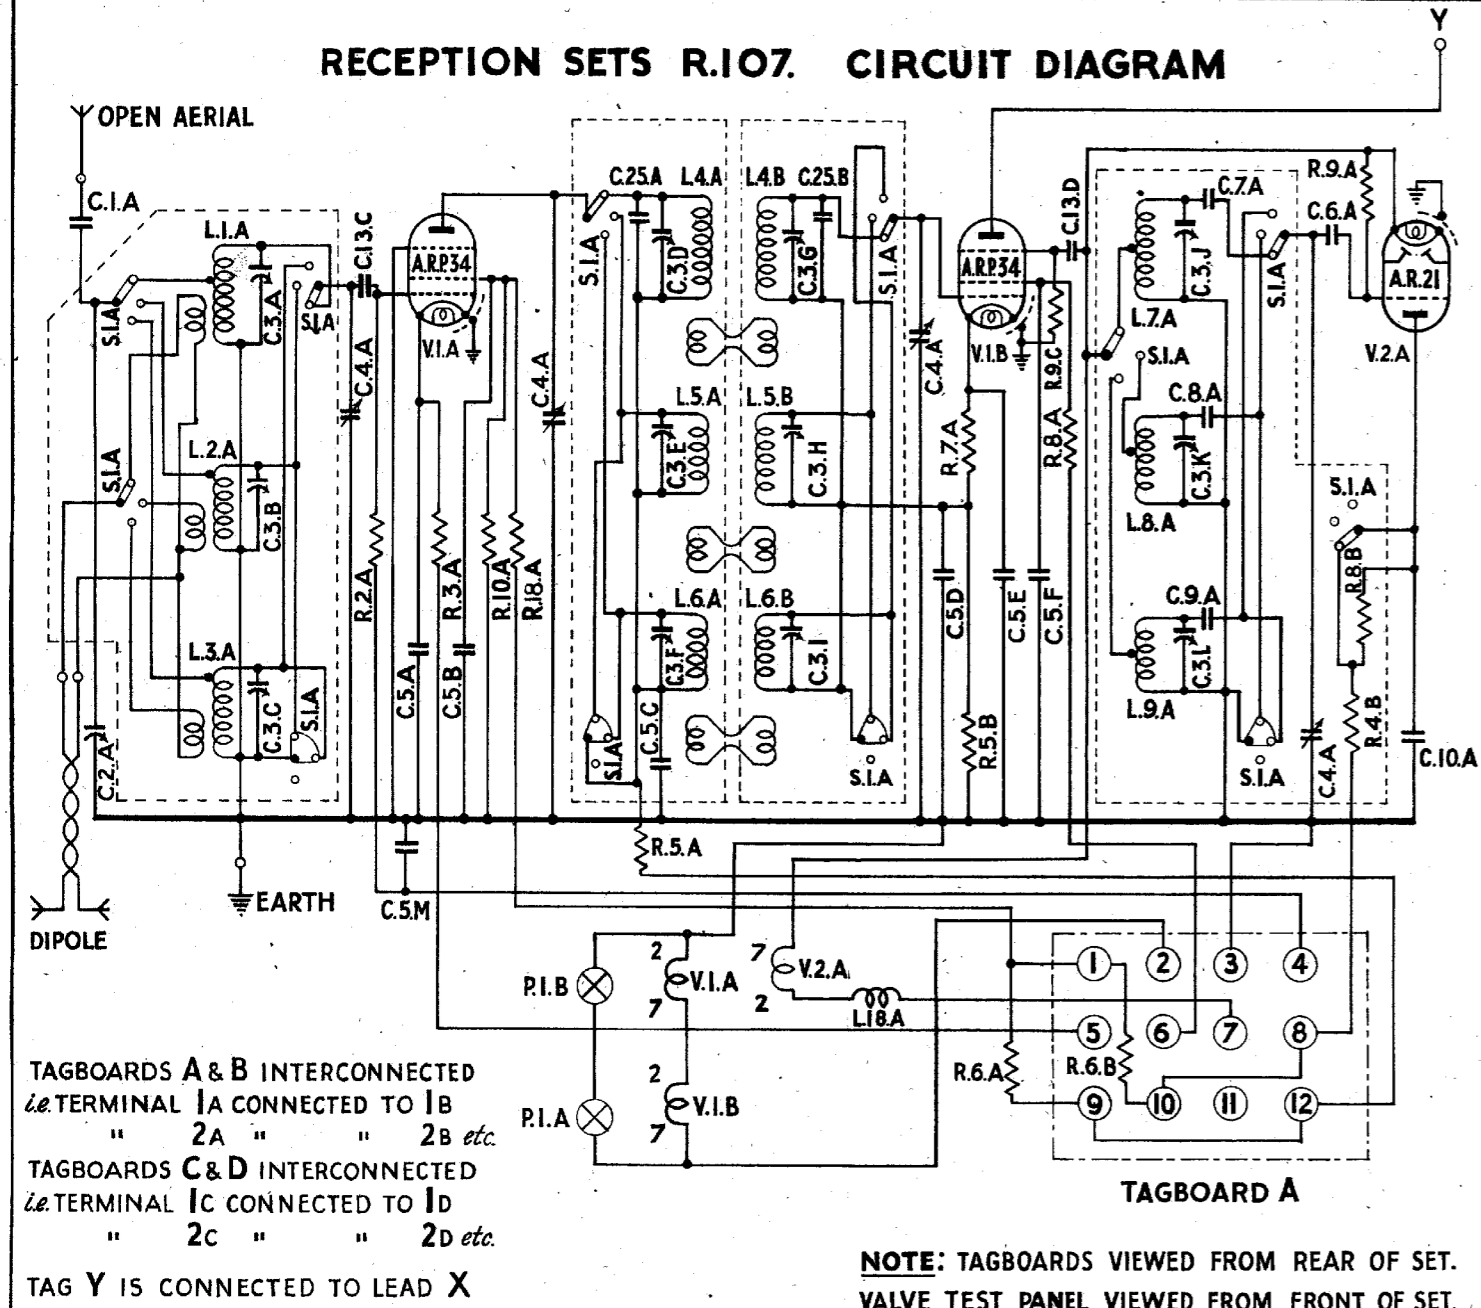 Y
RECEPTION SETS R.107. CIRCUIT DIAGRAM
OPEN AERIAL
C.1.A
L.1.A
C.3.A
S.1.A
S.1.A
C.13.C
A.R.P.34
V.1.A
C.4.A
C.4.A
S.1.A
C.25.A
L.4.A
C.3.D
L.4.B
C.25.B
C.3.G
S.1.A
A.R.P.34
V.1.B
C.13.D
R.9.C
C.4.A
C.7.A
C.3.J
L.7.A
S.1.A
S.1.A
R.9.A
C.6.A
A.R.21
V.2.A
S.1.A
L.2.A
C.3.B
L.5.A
C.3.E
L.5.B
C.3.H
R.7.A
R.8.A
C.8.A
C.3.K
L.8.A
S.1.A
R.8.B
R.2.A
C.5.A
R.3.A
C.5.B
R.10.A
R.18.A
L.6.A
C.3.F
L.6.B
C.3.I
C.5.D
C.5.E
C.5.F
C.9.A
C.3.L
L.9.A
L.3.A
C.3.C
S.1.A
C.2.A
S.1.A
C.5.C
S.1.A
R.5.B
S.1.A
C.4.A
R.4.B
C.10.A
R.5.A
EARTH
C.5.M
DIPOLE
P.1.B
2
V.1.A
7
7
V.2.A
2
L.18.A
1 2 3 4
5 6 7 8
R.6.A
R.6.B
9 10 11 12
P.1.A
2
V.1.B
7
TAGBOARD A
TAGBOARDS A & B INTERCONNECTED
i.e. TERMINAL 1A CONNECTED TO 1B
" 2A " " 2B etc.
TAGBOARDS C & D INTERCONNECTED
i.e. TERMINAL 1C CONNECTED TO 1D
" 2C " " 2D etc.
TAG Y IS CONNECTED TO LEAD X
NOTE: TAGBOARDS VIEWED FROM REAR OF SET.
VALVE TEST PANEL VIEWED FROM FRONT OF SET.